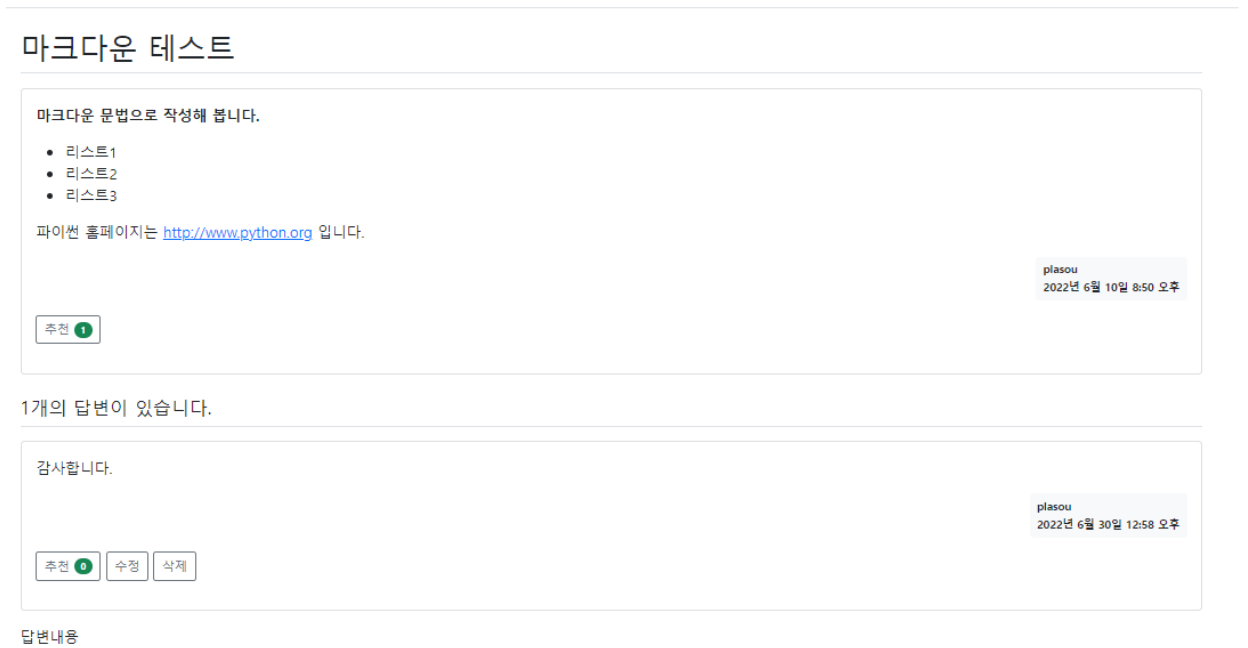 마크다운 테스트
마크다운 문법으로 작성해 봅니다.
리스트1
리스트2
리스트3
파이썬 홈페이지는 http://www.python.org 입니다.
plasou
2022년 6월 10일 8:50 오후
추천 1
1개의 답변이 있습니다.
감사합니다.
plasou
2022년 6월 30일 12:58 오후
추천 0 수정 삭제
답변내용